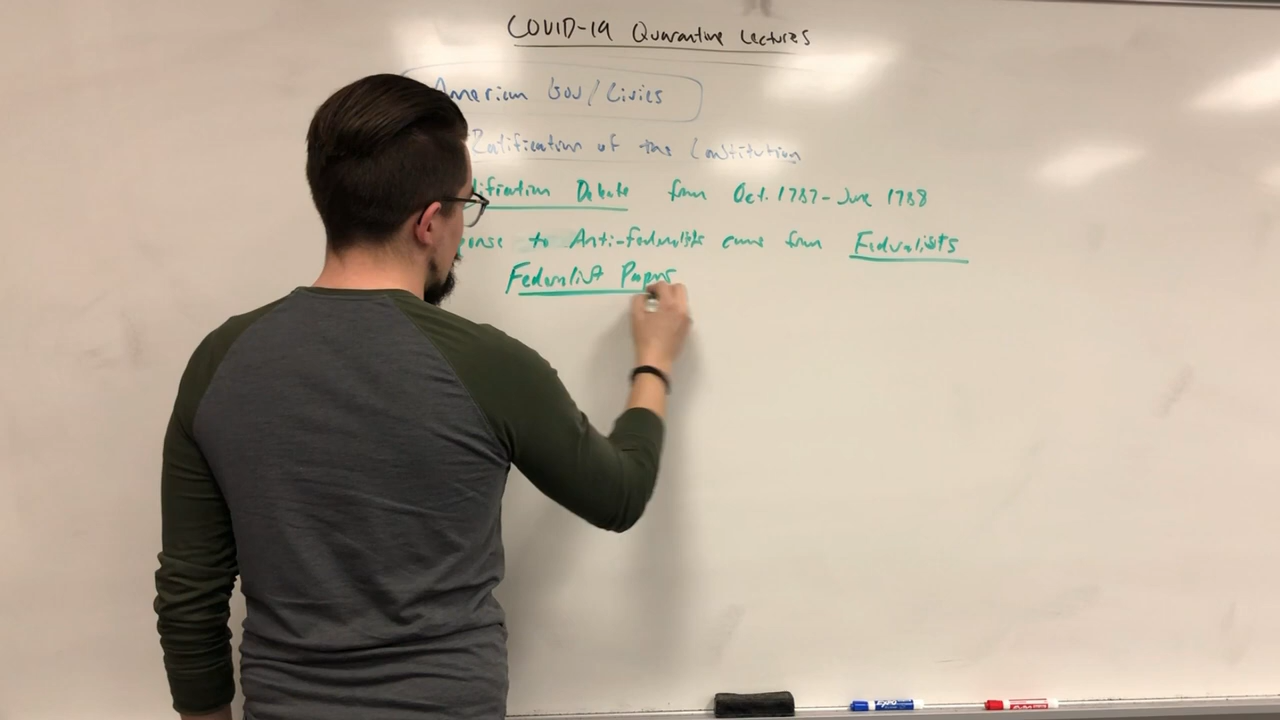 COVID-19 Quarantine Lectures
American Gov/Civics
Ratification of the Constitution
ification Debate from Oct. 1787-June 1788
onse to Anti-Federalists came from Federalists
Federalist Papers
EXPO